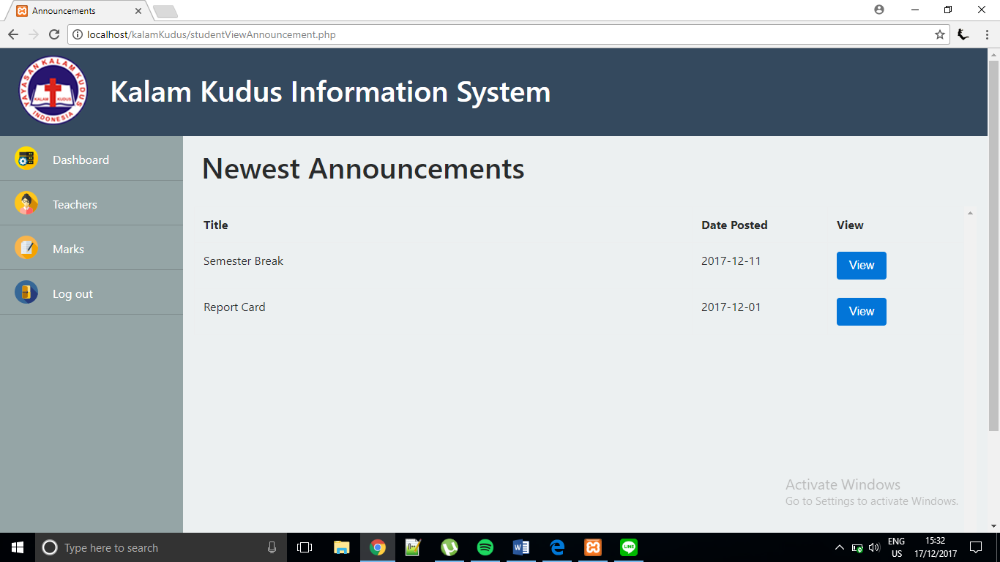 Announcements
localhost/kalamKudus/studentViewAnnouncement.php
YAYASAN KALAM KUDUS
KALAM KUDUS
INDONESIA
Kalam Kudus Information System
Dashboard
Teachers
Marks
Log out
Newest Announcements
Title Date Posted View
Semester Break 2017-12-11 View
Report Card 2017-12-01 View
Activate Windows
Go to Settings to activate Windows.
Type here to search
ENG
US
15:32
17/12/2017
LINE